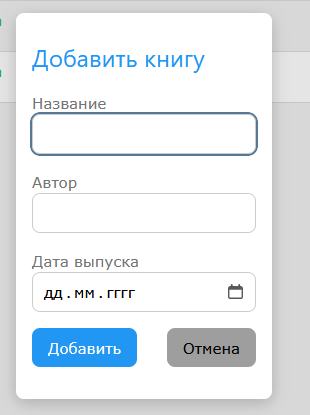 Добавить книгу
Название
Автор
Дата выпуска
дд.мм.гггг
Добавить
Отмена